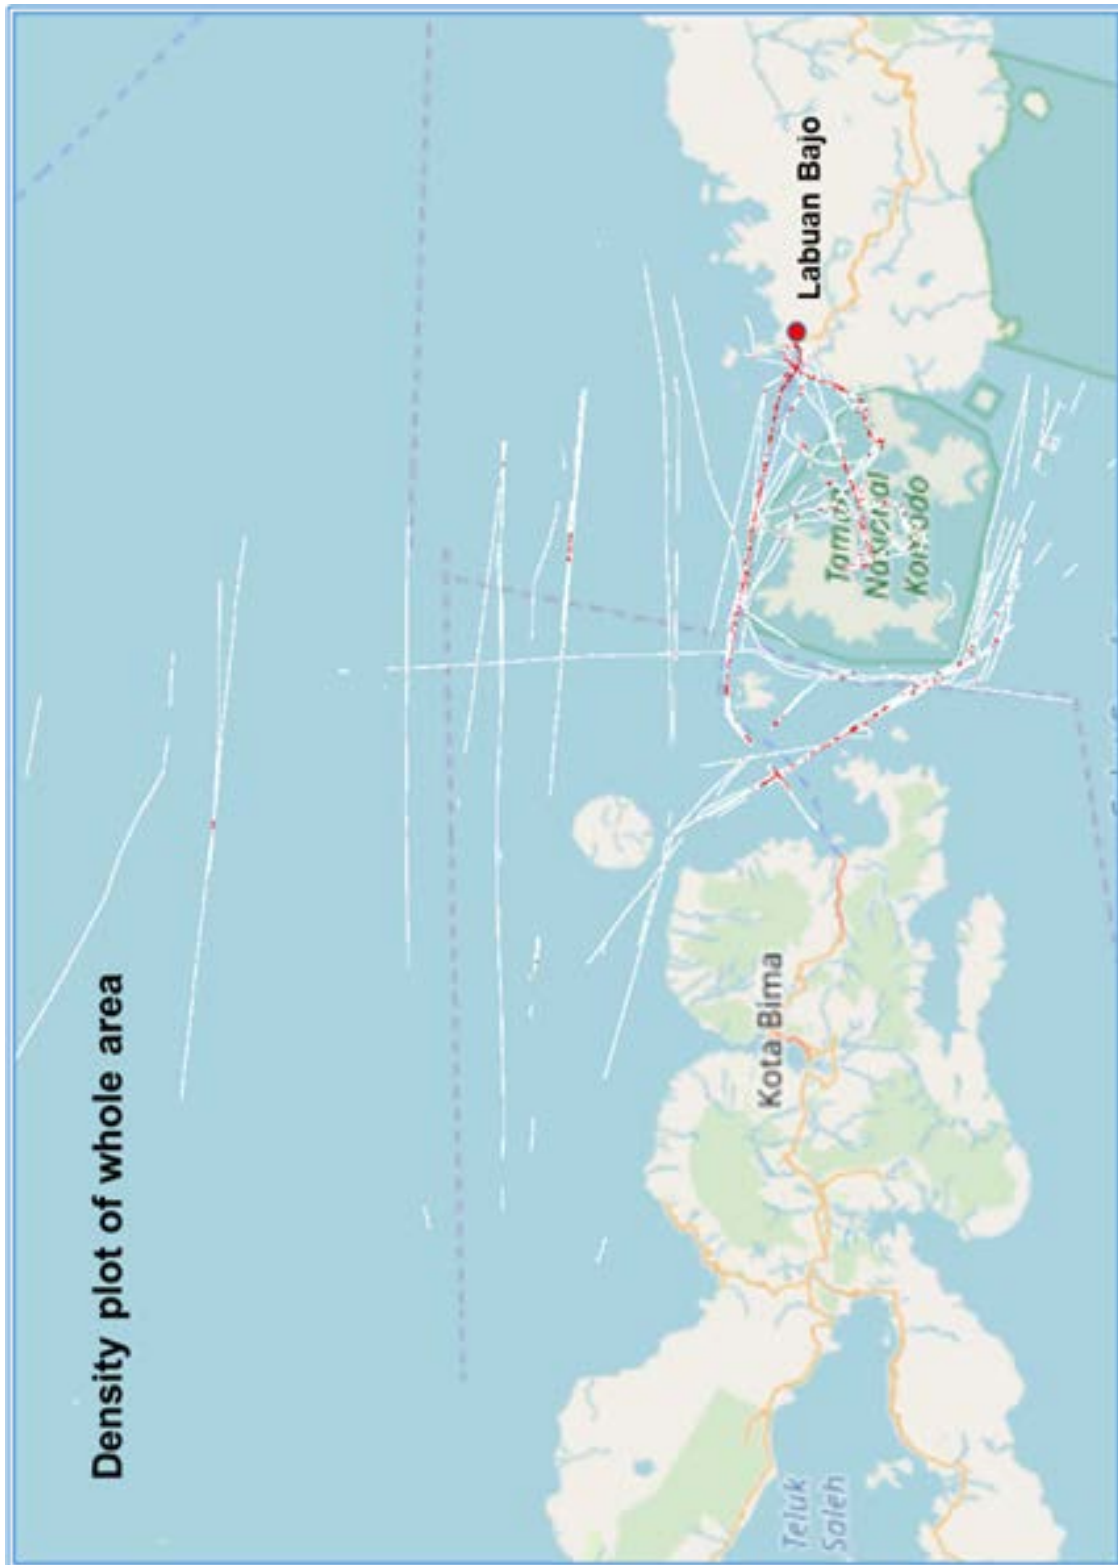 Density plot of whole area
Labuan Bajo
Taman
Nasional
Komodo
Kota Bima
Teluk
Saleh